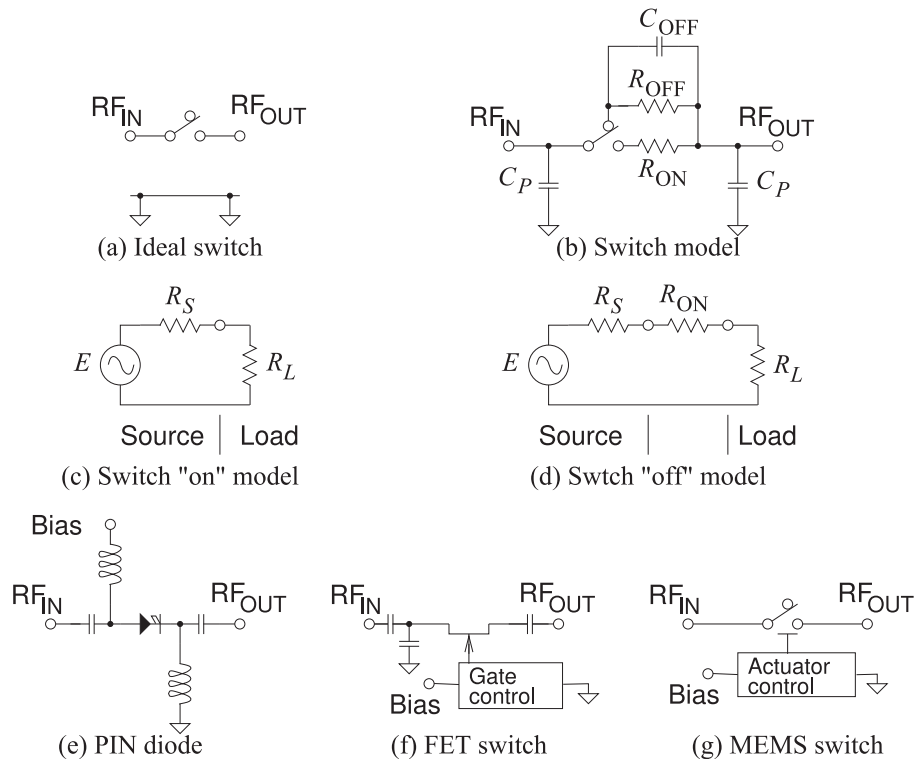 C_OFF
R_OFF
RF_IN RF_OUT
RF_IN RF_OUT
R_ON
C_P C_P
(a) Ideal switch
(b) Switch model
R_S
E R_L
Source | Load
(c) Switch "on" model
R_S R_ON
E R_L
Source | | Load
(d) Swtch "off" model
Bias
RF_IN RF_OUT
(e) PIN diode
RF_IN RF_OUT
Gate
control
Bias
(f) FET switch
RF_IN RF_OUT
Actuator
control
Bias
(g) MEMS switch